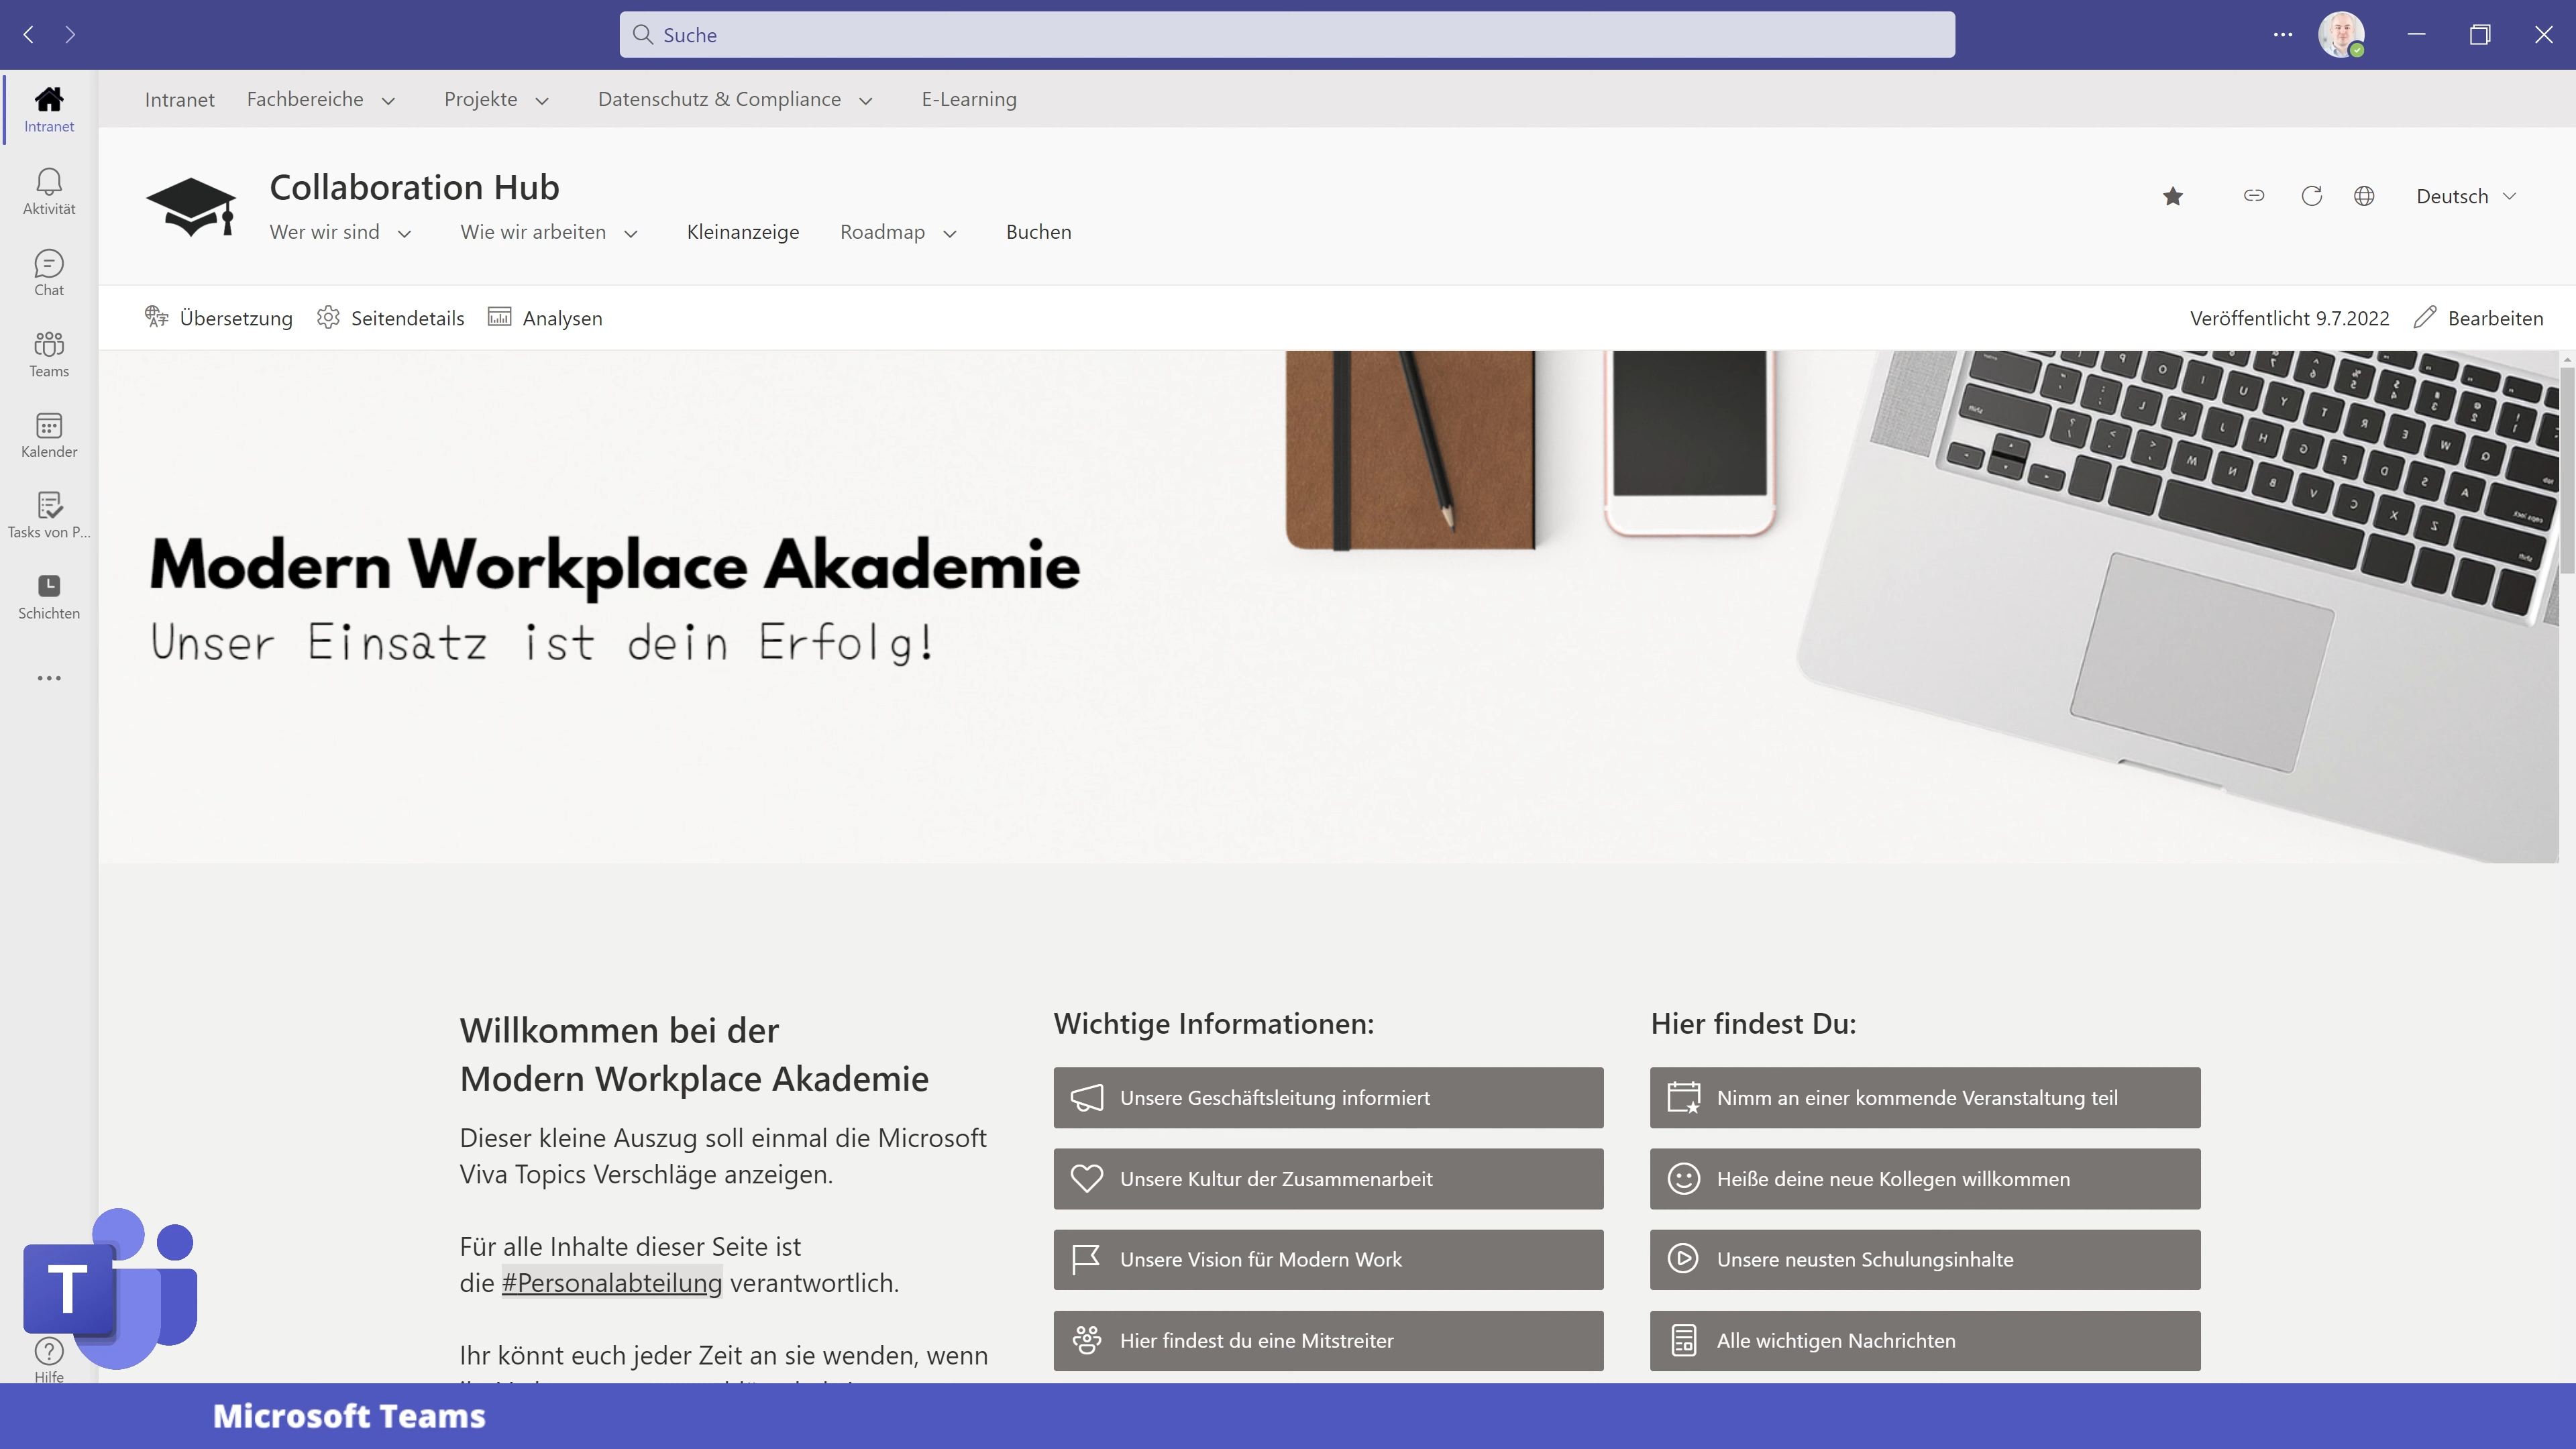 Suche
Intranet
Aktivität
Chat
Teams
Kalender
Tasks von P...
Schichten
Hilfe
Intranet Fachbereiche Projekte Datenschutz & Compliance E-Learning
Collaboration Hub
Wer wir sind Wie wir arbeiten Kleinanzeige Roadmap Buchen
Deutsch
Übersetzung Seitendetails Analysen
Veröffentlicht 9.7.2022 Bearbeiten
Modern Workplace Akademie
Unser Einsatz ist dein Erfolg!
Willkommen bei der
Modern Workplace Akademie
Dieser kleine Auszug soll einmal die Microsoft
Viva Topics Verschläge anzeigen.
Für alle Inhalte dieser Seite ist
die #Personalabteilung verantwortlich.
Ihr könnt euch jeder Zeit an sie wenden, wenn
Wichtige Informationen:
Unsere Geschäftsleitung informiert
Unsere Kultur der Zusammenarbeit
Unsere Vision für Modern Work
Hier findest du eine Mitstreiter
Hier findest Du:
Nimm an einer kommende Veranstaltung teil
Heiße deine neue Kollegen willkommen
Unsere neusten Schulungsinhalte
Alle wichtigen Nachrichten
T
Microsoft Teams